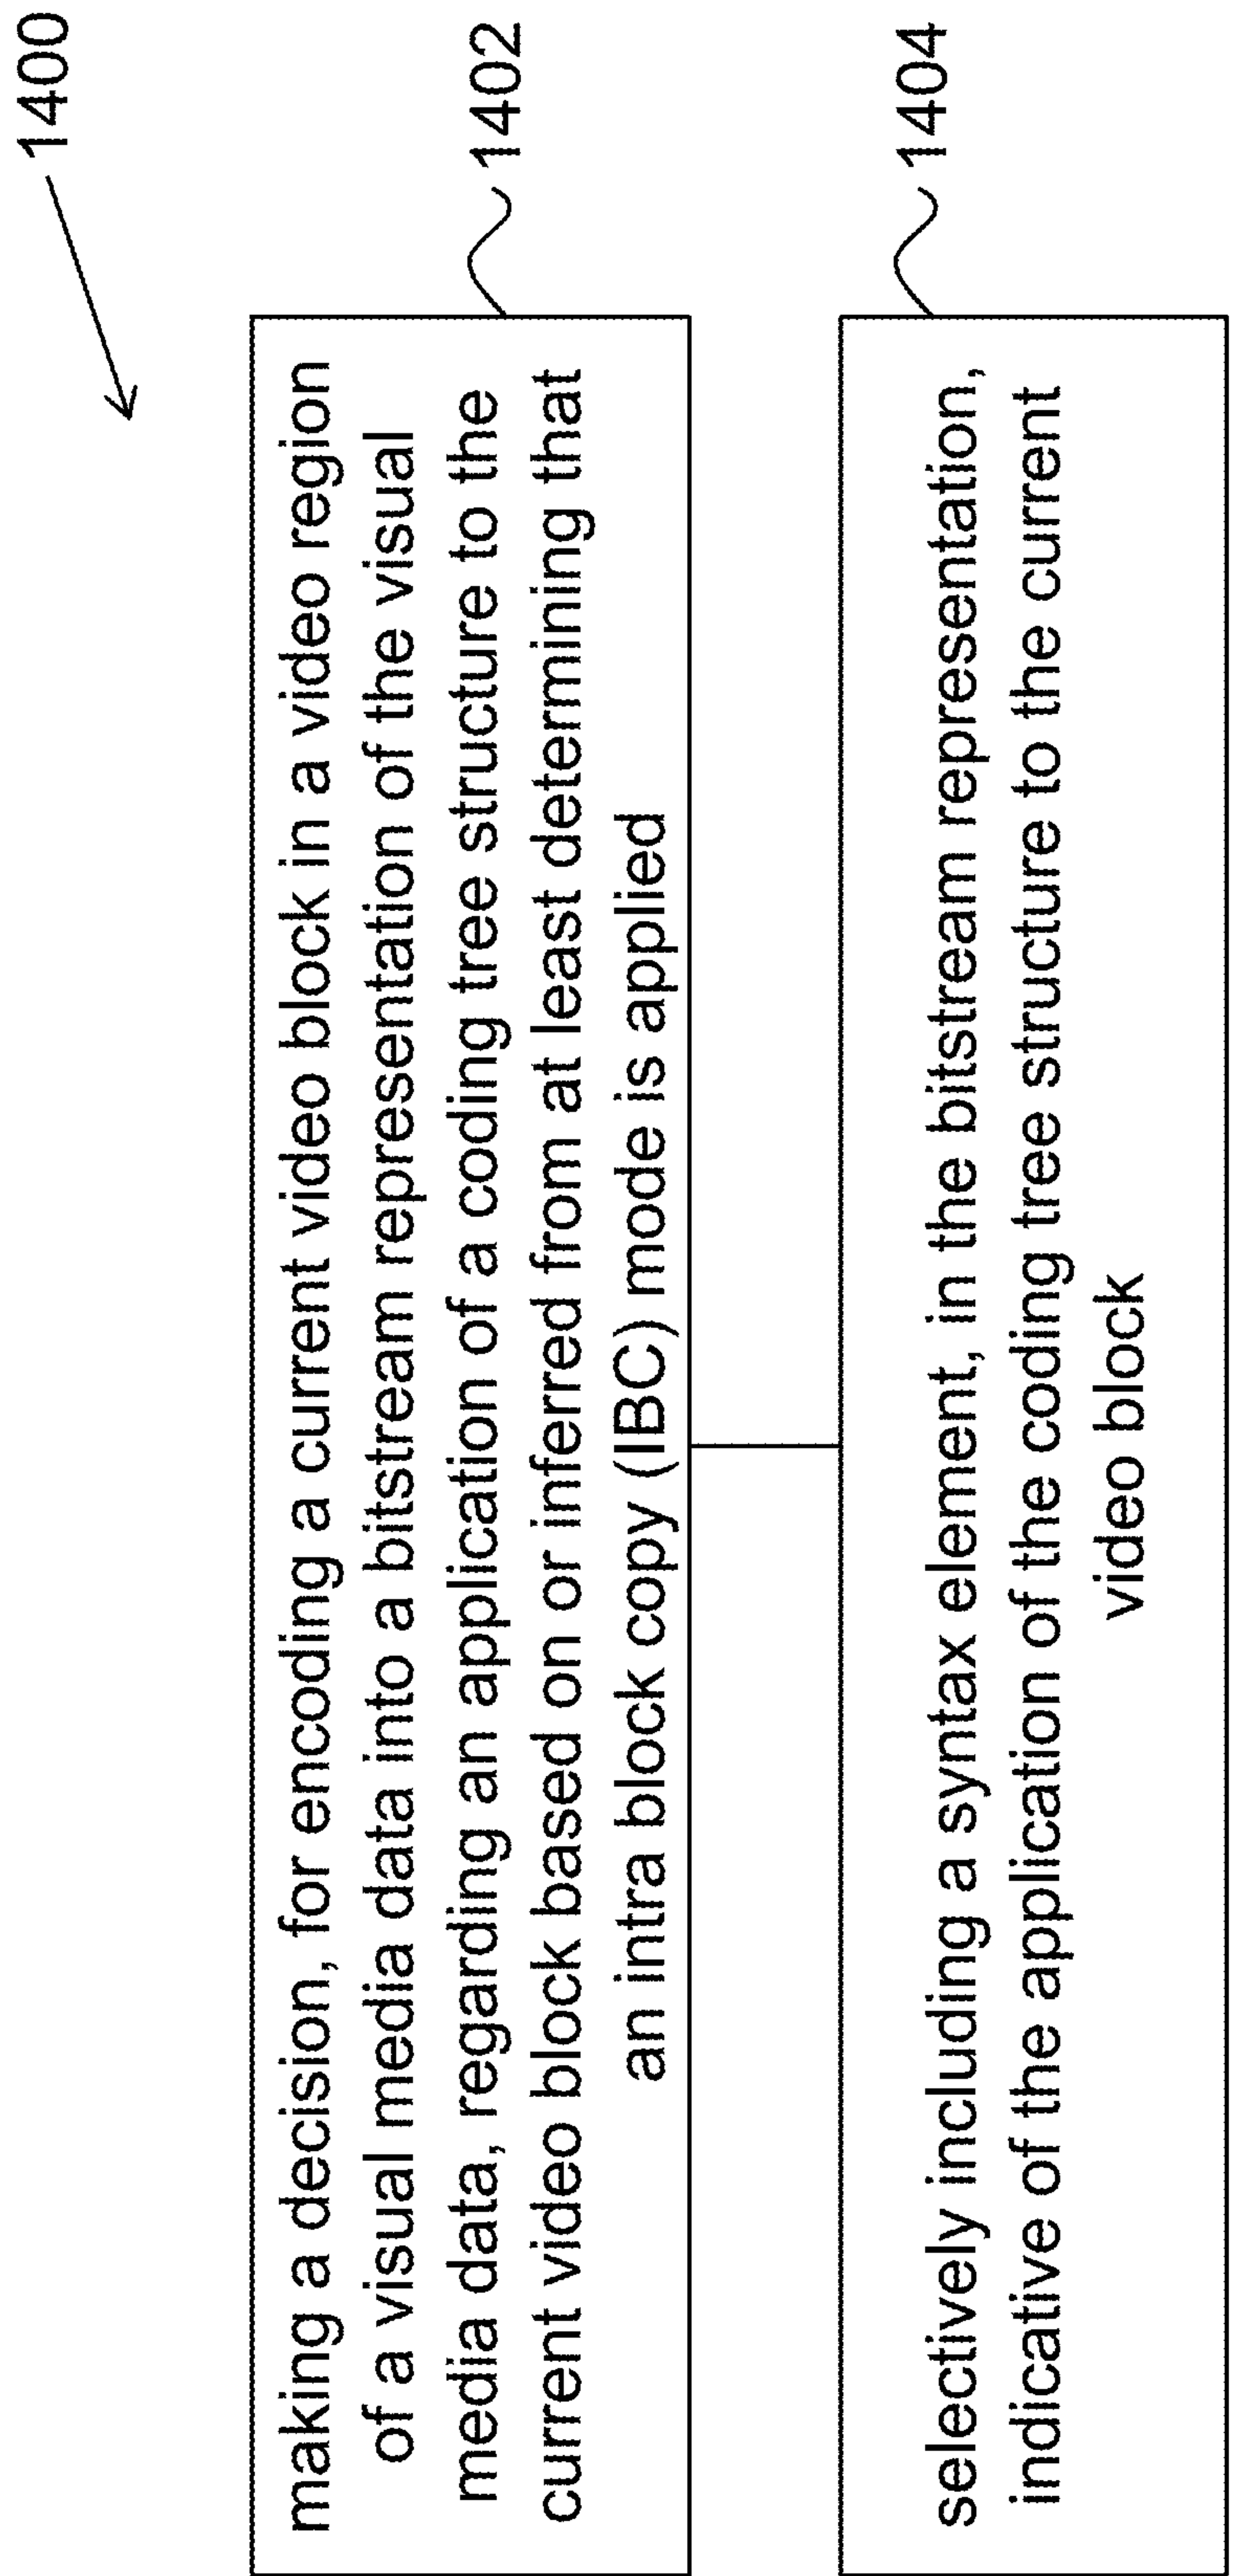 1400
making a decision, for encoding a current video block in a video region
of a visual media data into a bitstream representation of the visual
media data, regarding an application of a coding tree structure to the
current video block based on or inferred from at least determining that
an intra block copy (IBC) mode is applied
1402
selectively including a syntax element, in the bitstream representation,
indicative of the application of the coding tree structure to the current
video block
1404